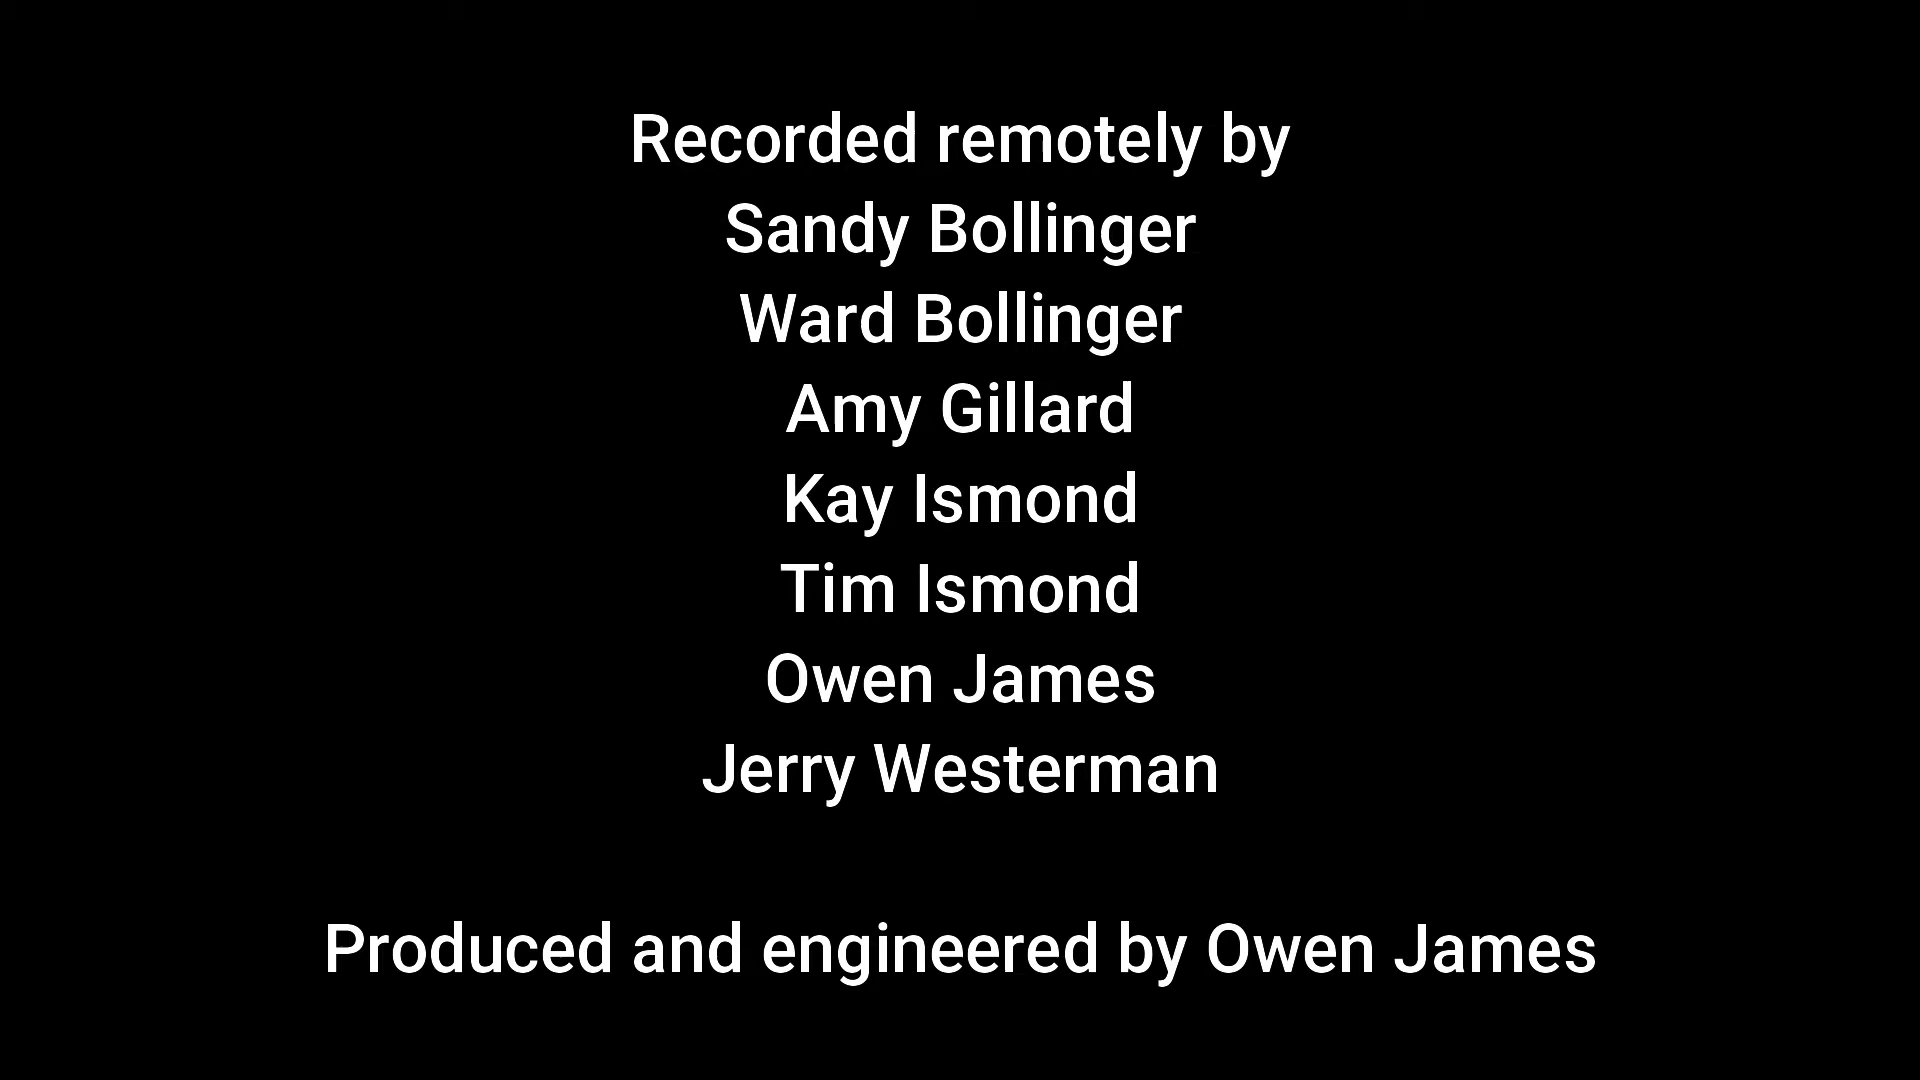 Recorded remotely by
Sandy Bollinger
Ward Bollinger
Amy Gillard
Kay Ismond
Tim Ismond
Owen James
Jerry Westerman
Produced and engineered by Owen James